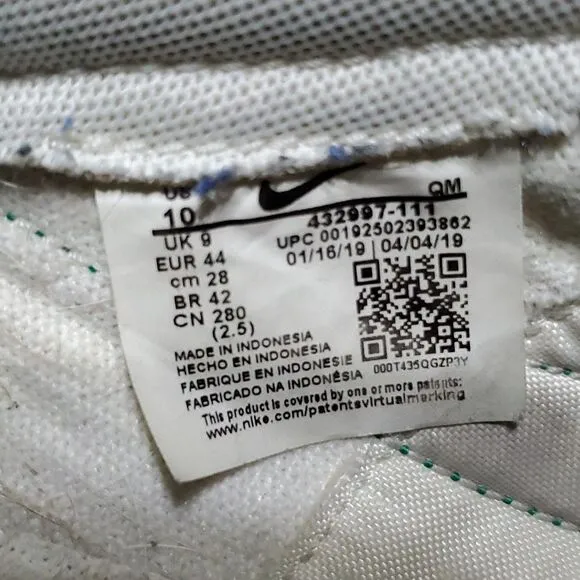 US QM
10 432997-111
UK 9 UPC 00192502393862
EUR 44 01/16/19 | 04/04/19
cm 28
BR 42
CN 280
(2.5)
000T435QGZP3Y
MADE IN INDONESIA
HECHO EN INDONESIA
FABRIQUE EN INDONESIE
FABRICADO NA INDONÉSIA
This product is covered by one or more patents:
www.nike.com/patentsvirtualmarking